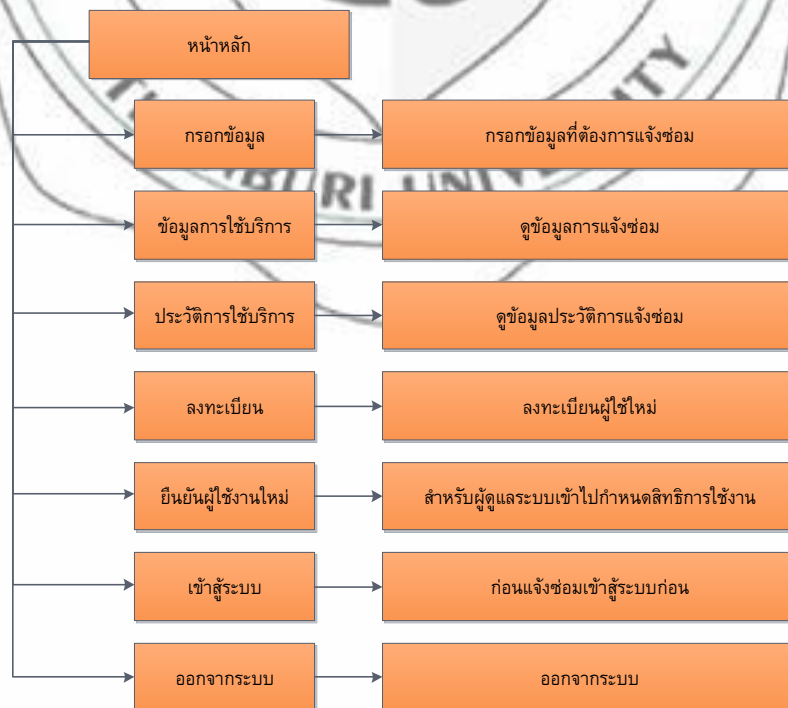 หน้าหลัก
กรอกข้อมูล
กรอกข้อมูลที่ต้องการแจ้งซ่อม
ข้อมูลการใช้บริการ
ดูข้อมูลการแจ้งซ่อม
ประวัติการใช้บริการ
ดูข้อมูลประวัติการแจ้งซ่อม
ลงทะเบียน
ลงทะเบียนผู้ใช้ใหม่
ยืนยันผู้ใช้งานใหม่
สำหรับผู้ดูแลระบบเข้าไปกำหนดสิทธิการใช้งาน
เข้าสู้ระบบ
ก่อนแจ้งซ่อมเข้าสู้ระบบก่อน
ออกจากระบบ
ออกจากระบบ